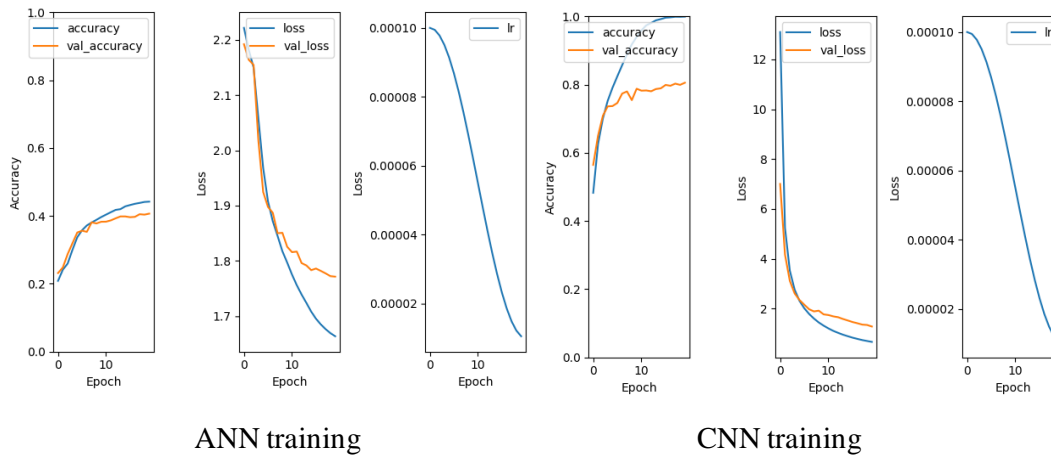 1.0
0.8
0.6
0.4
0.2
0.0
Accuracy
accuracy
val_accuracy
0
10
Epoch
2.2
2.1
2.0
1.9
1.8
1.7
Loss
loss
val_loss
0
10
Epoch
0.00010
0.00008
0.00006
0.00004
0.00002
Loss
lr
0
10
Epoch
1.0
0.8
0.6
0.4
0.2
0.0
Accuracy
accuracy
val_accuracy
0
10
Epoch
12
10
8
6
4
2
Loss
loss
val_loss
0
10
Epoch
0.00010
0.00008
0.00006
0.00004
0.00002
Loss
lr
0
10
Epoch
ANN training
CNN training